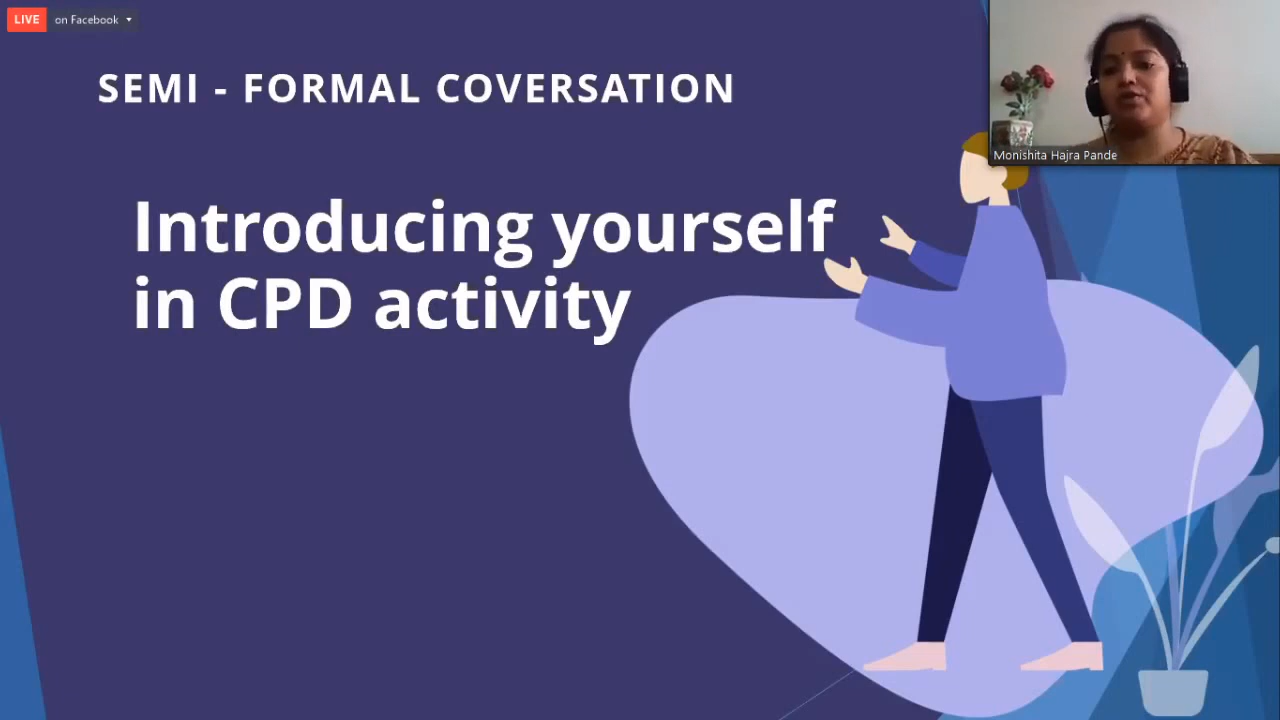 LIVE on Facebook
SEMI - FORMAL COVERSATION
Introducing yourself
in CPD activity
Monishita Hajra Pande